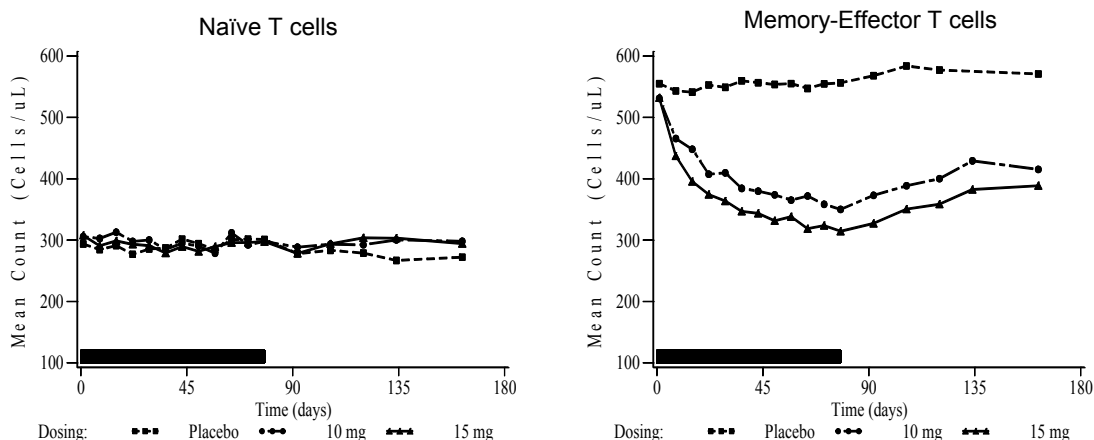 Naïve T cells
Mean Count (Cells/uL)
600
500
400
300
200
100
0
45
90
135
180
Time (days)
Dosing: Placebo 10 mg 15 mg
Memory-Effector T cells
Mean Count (Cells/uL)
600
500
400
300
200
100
0
45
90
135
180
Time (days)
Dosing: Placebo 10 mg 15 mg